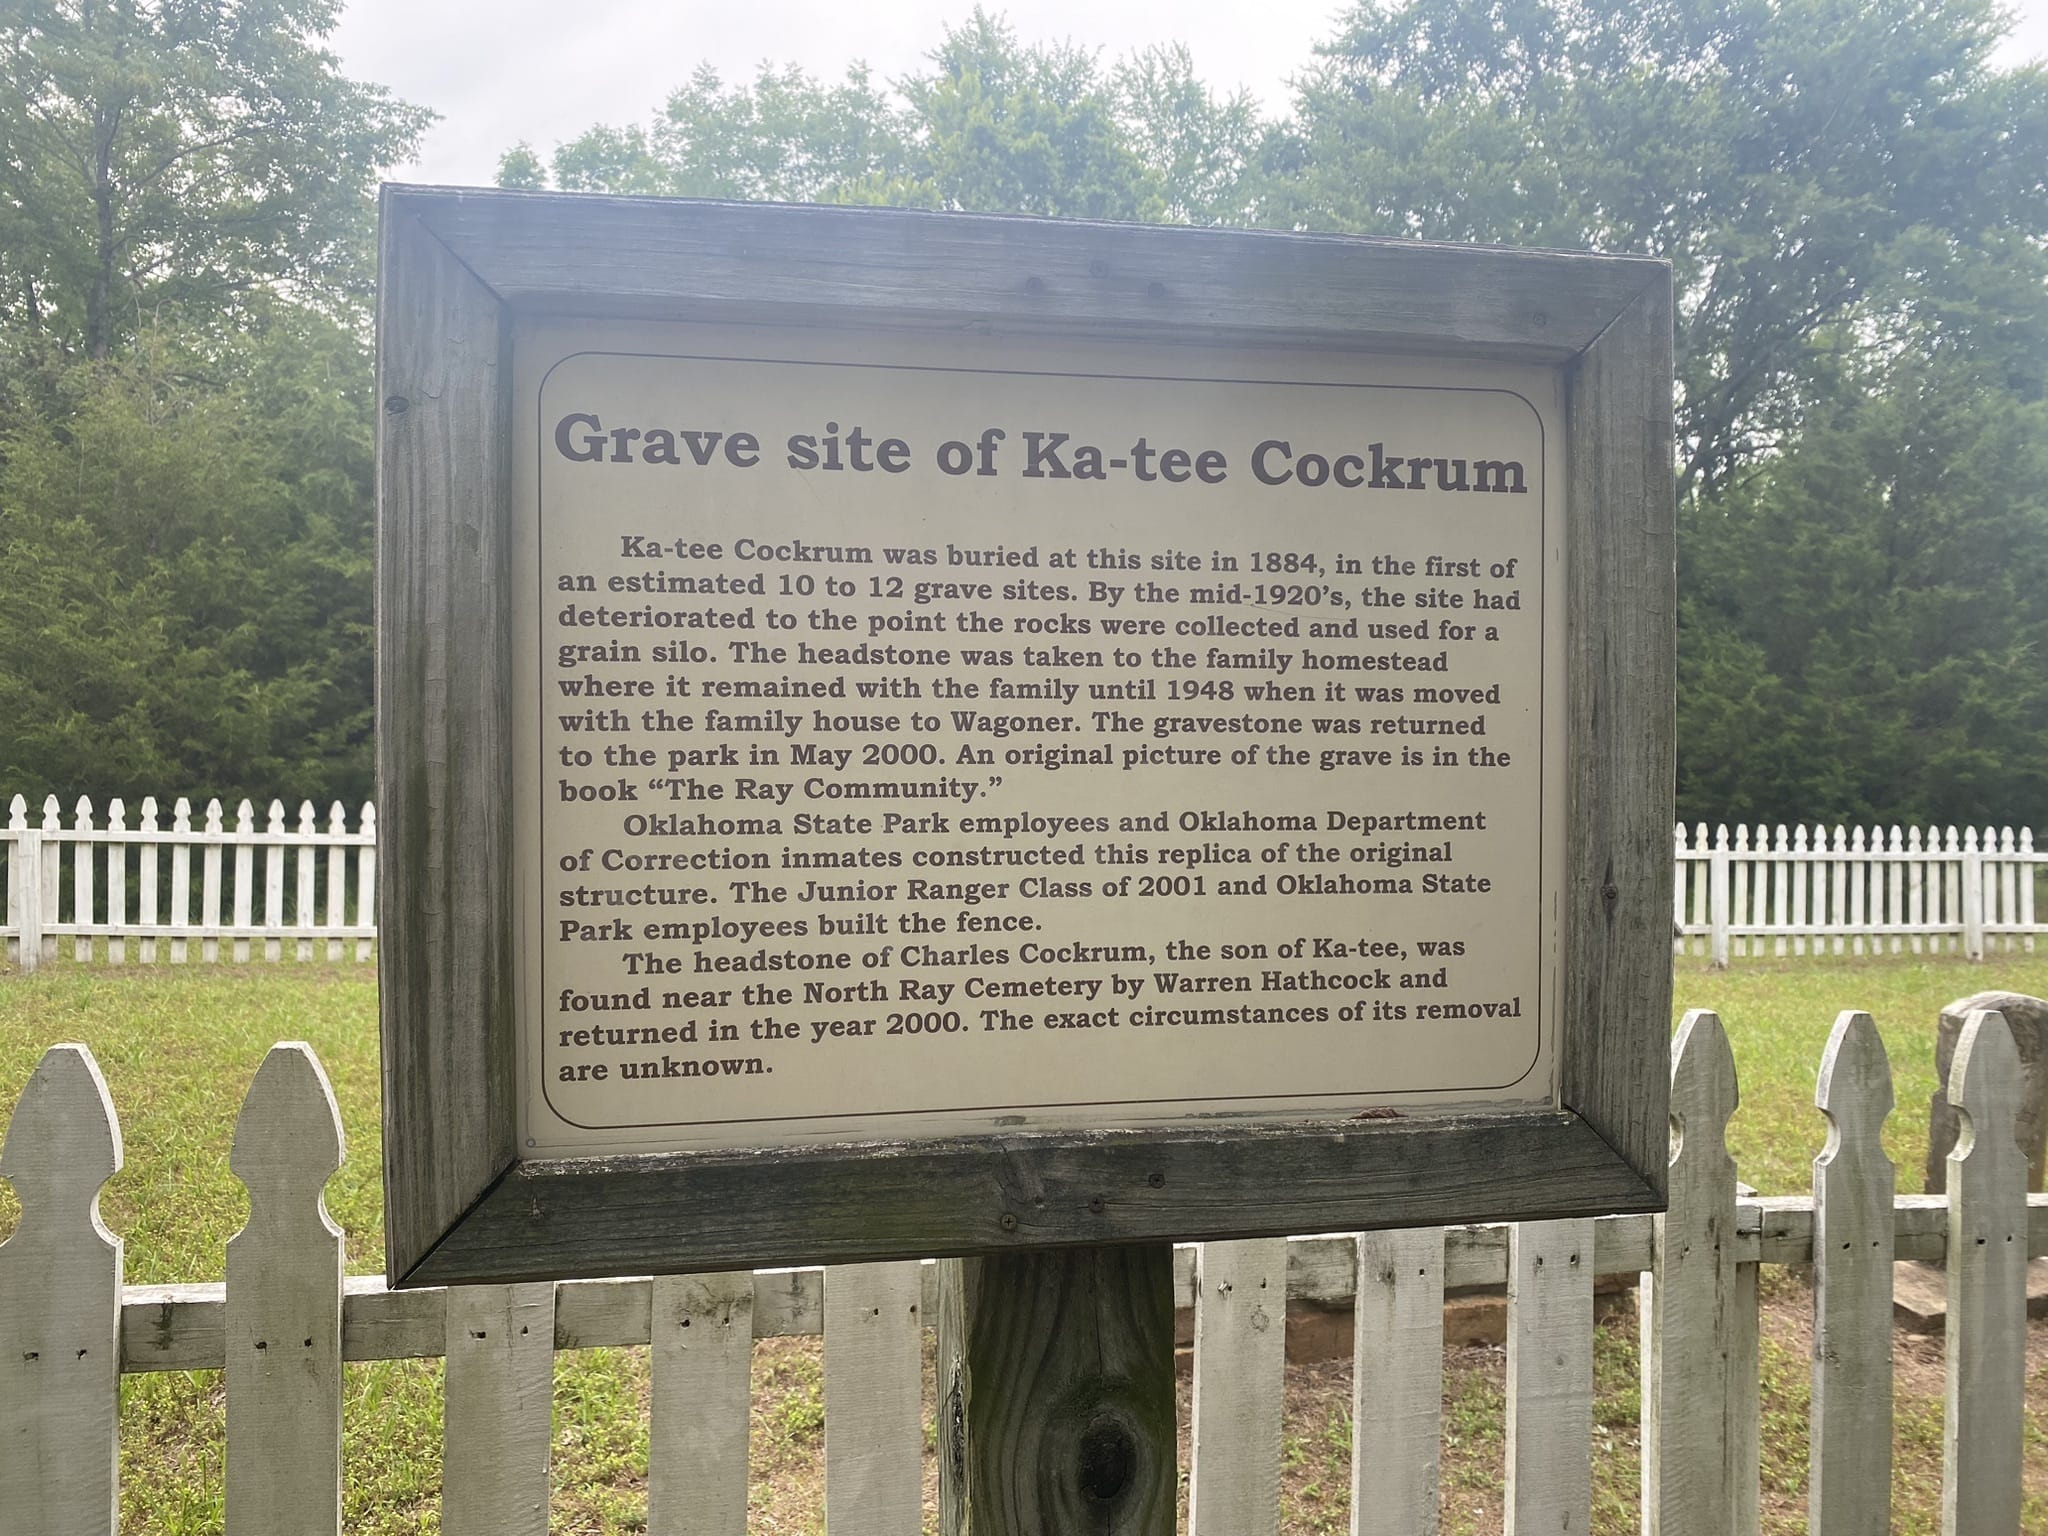 Grave site of Ka-tee Cockrum
Ka-tee Cockrum was buried at this site in 1884, in the first of
an estimated 10 to 12 grave sites. By the mid-1920's, the site had
deteriorated to the point the rocks were collected and used for a
grain silo. The headstone was taken to the family homestead
where it remained with the family until 1948 when it was moved
with the family house to Wagoner. The gravestone was returned
to the park in May 2000. An original picture of the grave is in the
book “The Ray Community.”
Oklahoma State Park employees and Oklahoma Department
of Correction inmates constructed this replica of the original
structure. The Junior Ranger Class of 2001 and Oklahoma State
Park employees built the fence.
The headstone of Charles Cockrum, the son of Ka-tee, was
found near the North Ray Cemetery by Warren Hathcock and
returned in the year 2000. The exact circumstances of its removal
are unknown.